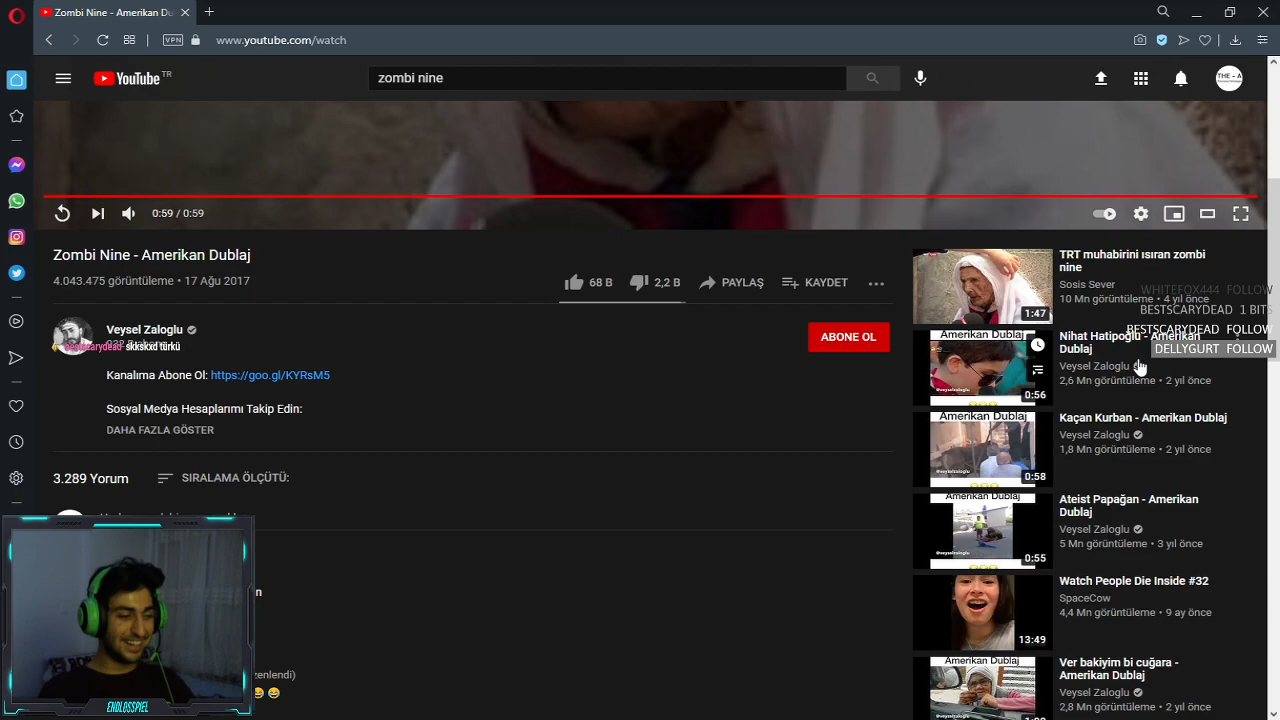 Zombi Nine - Amerikan Du
www.youtube.com/watch
VPN
YouTube TR
zombi nine
THE - A
0:59 / 0:59
Zombi Nine - Amerikan Dublaj
4.043.475 görüntüleme • 17 Ağu 2017
68 B
2,2 B
PAYLAŞ
KAYDET
Veysel Zaloglu
bestscarydead
ABONE OL
Kanalıma Abone Ol: https://goo.gl/KYRsM5
Sosyal Medya Hesaplarımı Takip Edin:
DAHA FAZLA GÖSTER
3.289 Yorum
SIRALAMA ÖLÇÜTÜ:
zenlendi)
ENDLOSSPIEL
1:47
TRT muhabirini ısıran zombi
nine
Sosis Sever
10 Mn görüntüleme • 4 yıl önce
WHITEFOX444 FOLLOW
BESTSCARYDEAD 1 BITS
BESTSCARYDEAD FOLLOW
DELLYGURT FOLLOW
Amerikan Dublaj
0:56
Nihat Hatipoğlu - Amerikan
Dublaj
Veysel Zaloglu
2,6 Mn görüntüleme • 2 yıl önce
Amerikan Dublaj
@veyselzaloglu
0:58
Kaçan Kurban - Amerikan Dublaj
Veysel Zaloglu
1,8 Mn görüntüleme • 2 yıl önce
Amerikan Dublaj
@veyselzaloglu
0:55
Ateist Papağan - Amerikan
Dublaj
Veysel Zaloglu
5 Mn görüntüleme • 3 yıl önce
13:49
Watch People Die Inside #32
SpaceCow
4,4 Mn görüntüleme • 9 ay önce
Amerikan Dublaj
@veyselzaloglu
Ver bakiyim bi cuğara -
Amerikan Dublaj
Veysel Zaloglu
2,8 Mn görüntüleme • 2 yıl önce